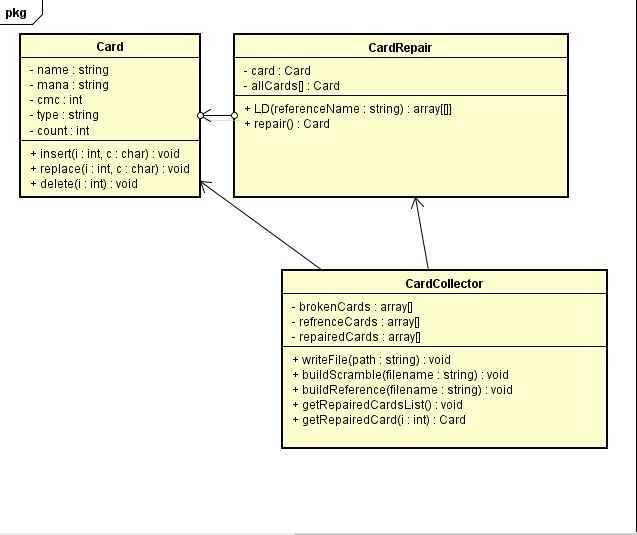 pkg
Card
- name : string
- mana : string
- cmc : int
- type : string
- count : int
+ insert(i : int, c : char) : void
+ replace(i : int, c : char) : void
+ delete(i : int) : void
CardRepair
- card : Card
- allCards[] : Card
+ LD(referenceName : string) : array[[]]
+ repair() : Card
CardCollector
- brokenCards : array[]
- refrenceCards : array[]
- repairedCards : array[]
+ writeFile(path : string) : void
+ buildScramble(filename : string) : void
+ buildReference(filename : string) : void
+ getRepairedCardsList() : void
+ getRepairedCard(i : int) : Card